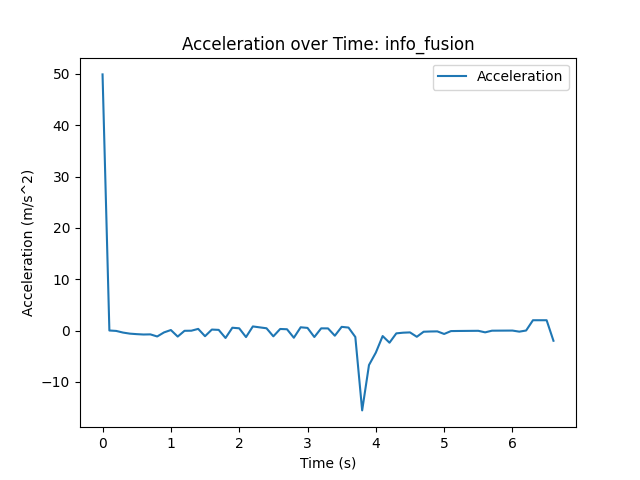 Acceleration over Time: info_fusion
Acceleration
Acceleration (m/s^2)
50
40
30
20
10
0
−10
0 1 2 3 4 5 6
Time (s)